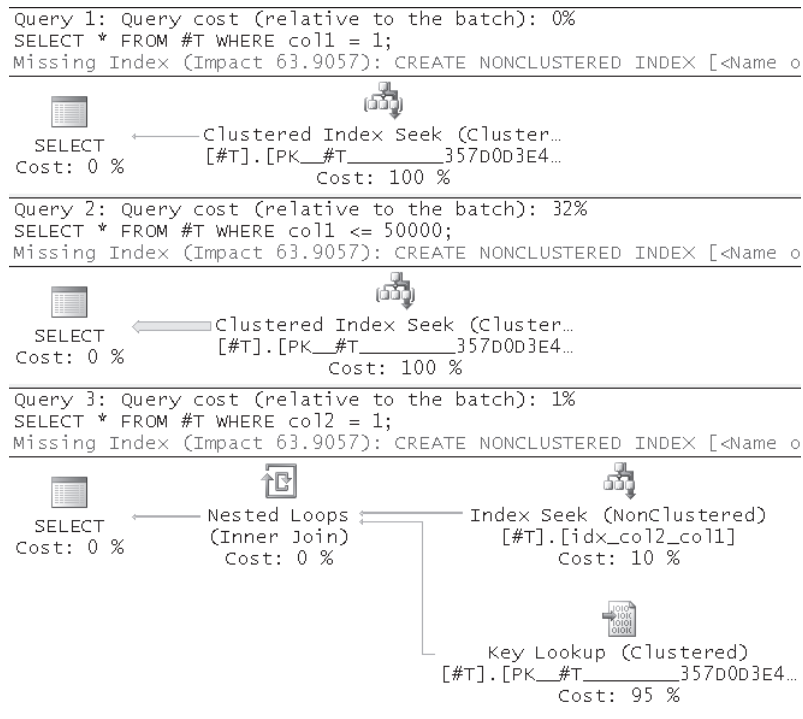 Query 1: Query cost (relative to the batch): 0%
SELECT * FROM #T WHERE col1 = 1;
Missing Index (Impact 63.9057): CREATE NONCLUSTERED INDEX [<Name o
SELECT
Cost: 0 %
Clustered Index Seek (Cluster…
[#T].[PK__#T_________357D0D3E4…
Cost: 100 %
Query 2: Query cost (relative to the batch): 32%
SELECT * FROM #T WHERE col1 <= 50000;
Missing Index (Impact 63.9057): CREATE NONCLUSTERED INDEX [<Name o
SELECT
Cost: 0 %
Clustered Index Seek (Cluster…
[#T].[PK__#T_________357D0D3E4…
Cost: 100 %
Query 3: Query cost (relative to the batch): 1%
SELECT * FROM #T WHERE col2 = 1;
Missing Index (Impact 63.9057): CREATE NONCLUSTERED INDEX [<Name o
SELECT
Cost: 0 %
Nested Loops
(Inner Join)
Cost: 0 %
Index Seek (NonClustered)
[#T].[idx_col2_col1]
Cost: 10 %
Key Lookup (Clustered)
[#T].[PK__#T_________357D0D3E4…
Cost: 95 %